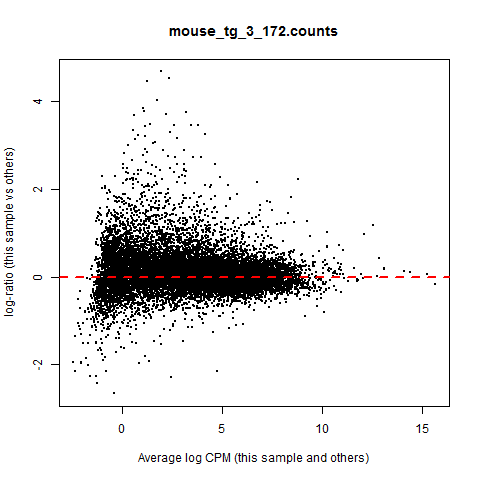 mouse_tg_3_172.counts
log-ratio (this sample vs others)
4
2
0
-2
0
5
10
15
Average log CPM (this sample and others)